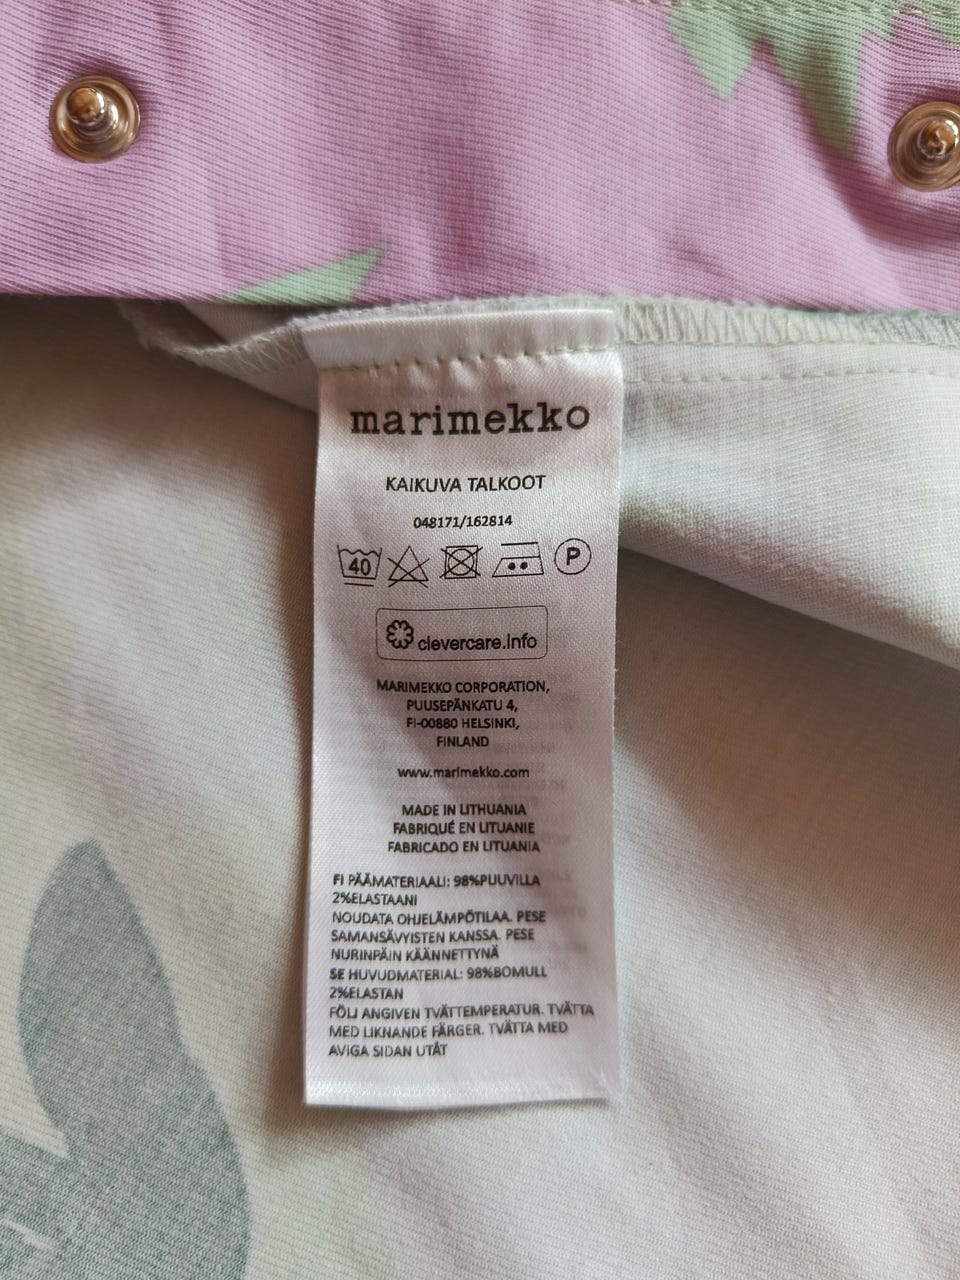 marimekko
KAIKUVA TALKOOT
048171/162814
40 P
clevercare.info
MARIMEKKO CORPORATION,
PUUSEPÄNKATU 4,
FI-00880 HELSINKI,
FINLAND
www.marimekko.com
MADE IN LITHUANIA
FABRIQUÉ EN LITUANIE
FABRICADO EN LITUANIA
FI PÄÄMATERIAALI: 98%PUUVILLA
2%ELASTAANI
NOUDATA OHJELÄMPÖTILAA. PESE
SAMANSÄVYISTEN KANSSA. PESE
NURINPÄIN KÄÄNNETTYNÄ
SE HUVUDMATERIAL: 98%BOMULL
2%ELASTAN
FÖLJ ANGIVEN TVÄTTEMPERATUR. TVÄTTA
MED LIKNANDE FÄRGER. TVÄTTA MED
AVIGA SIDAN UTÅT